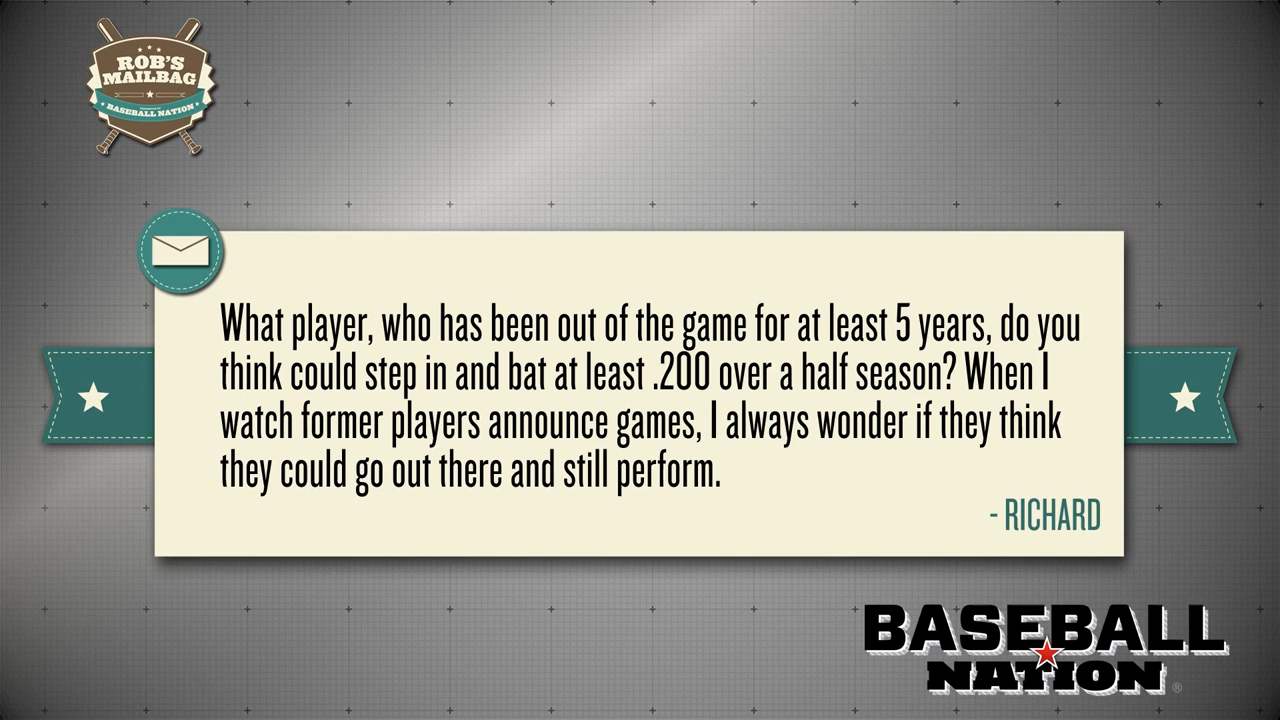 ROB'S
MAILBAG
PRESENTED BY
BASEBALL NATION
What player, who has been out of the game for at least 5 years, do you
think could step in and bat at least .200 over a half season? When I
watch former players announce games, I always wonder if they think
they could go out there and still perform.
- RICHARD
BASEBALL
NATION ®